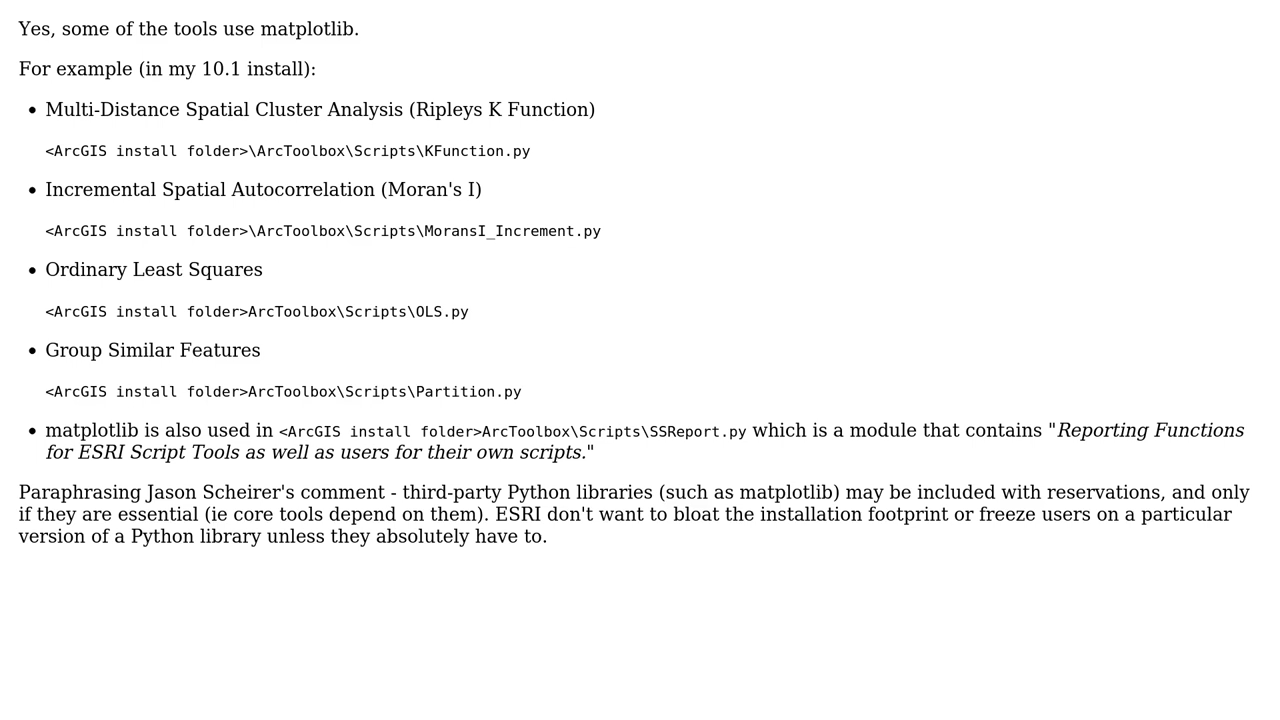 Yes, some of the tools use matplotlib.
For example (in my 10.1 install):
• Multi-Distance Spatial Cluster Analysis (Ripleys K Function)
<ArcGIS install folder>\ArcToolbox\Scripts\KFunction.py
• Incremental Spatial Autocorrelation (Moran's I)
<ArcGIS install folder>\ArcToolbox\Scripts\MoransI_Increment.py
• Ordinary Least Squares
<ArcGIS install folder>ArcToolbox\Scripts\OLS.py
• Group Similar Features
<ArcGIS install folder>ArcToolbox\Scripts\Partition.py
• matplotlib is also used in <ArcGIS install folder>ArcToolbox\Scripts\SSReport.py which is a module that contains "Reporting Functions
for ESRI Script Tools as well as users for their own scripts."
Paraphrasing Jason Scheirer's comment - third-party Python libraries (such as matplotlib) may be included with reservations, and only
if they are essential (ie core tools depend on them). ESRI don't want to bloat the installation footprint or freeze users on a particular
version of a Python library unless they absolutely have to.